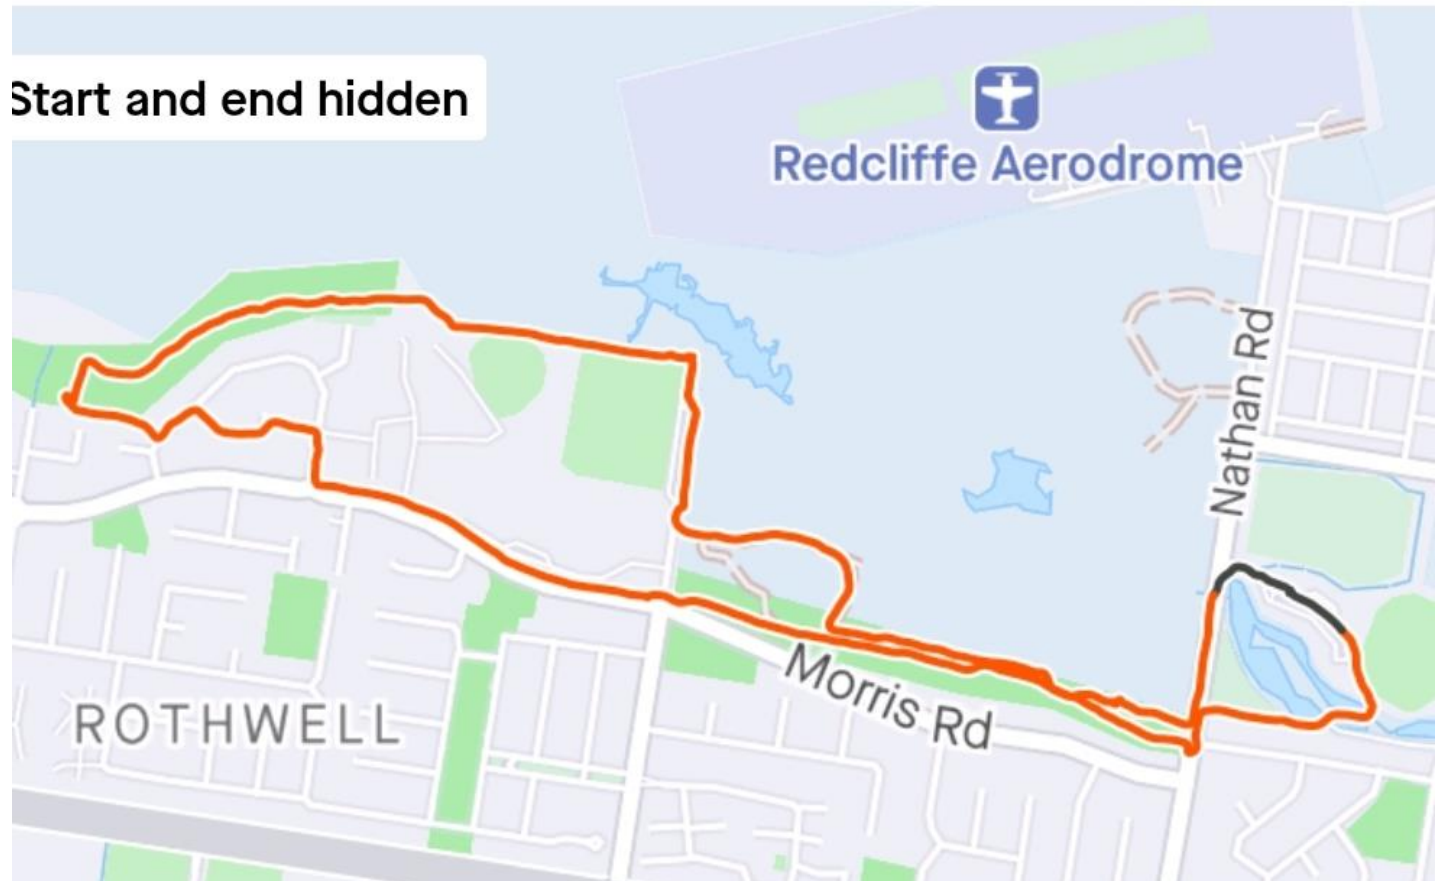 Start and end hidden
Redcliffe Aerodrome
Nathan Rd
Morris Rd
ROTHWELL